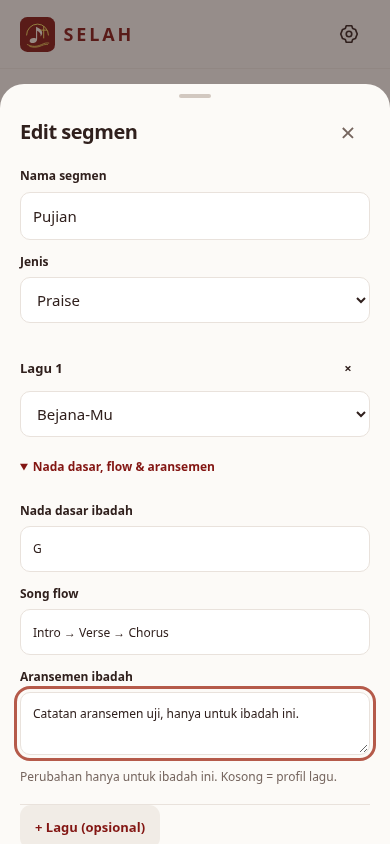 SELAH
Edit segmen
Nama segmen
Pujian
Jenis
Praise
Lagu 1
×
Bejana-Mu
▼ Nada dasar, flow & aransemen
Nada dasar ibadah
G
Song flow
Intro → Verse → Chorus
Aransemen ibadah
Catatan aransemen uji, hanya untuk ibadah ini.
Perubahan hanya untuk ibadah ini. Kosong = profil lagu.
+ Lagu (opsional)